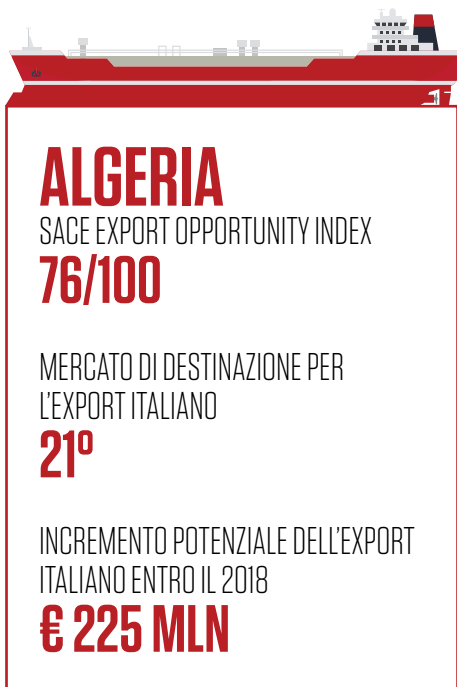 ALGERIA
SACE EXPORT OPPORTUNITY INDEX
76/100
MERCATO DI DESTINAZIONE PER
L'EXPORT ITALIANO
21º
INCREMENTO POTENZIALE DELL'EXPORT
ITALIANO ENTRO IL 2018
€ 225 MLN